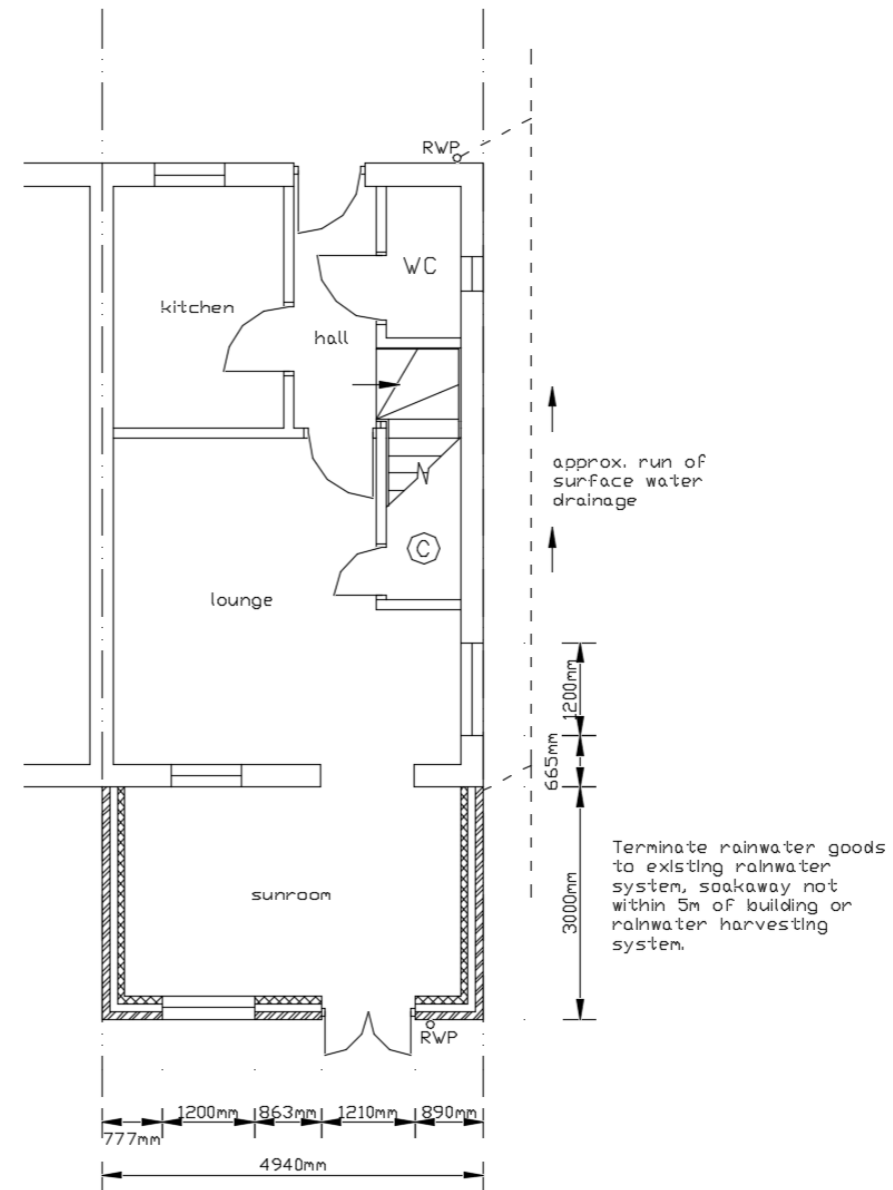 RWP
WC
kitchen
hall
approx. run of
surface water
drainage
C
lounge
1200mm
665mm
Terminate rainwater goods
to existing rainwater
system, soakaway not
within 5m of building or
rainwater harvesting
system.
sunroom
3000mm
RWP
1200mm 863mm 1210mm 890mm
777mm
4940mm